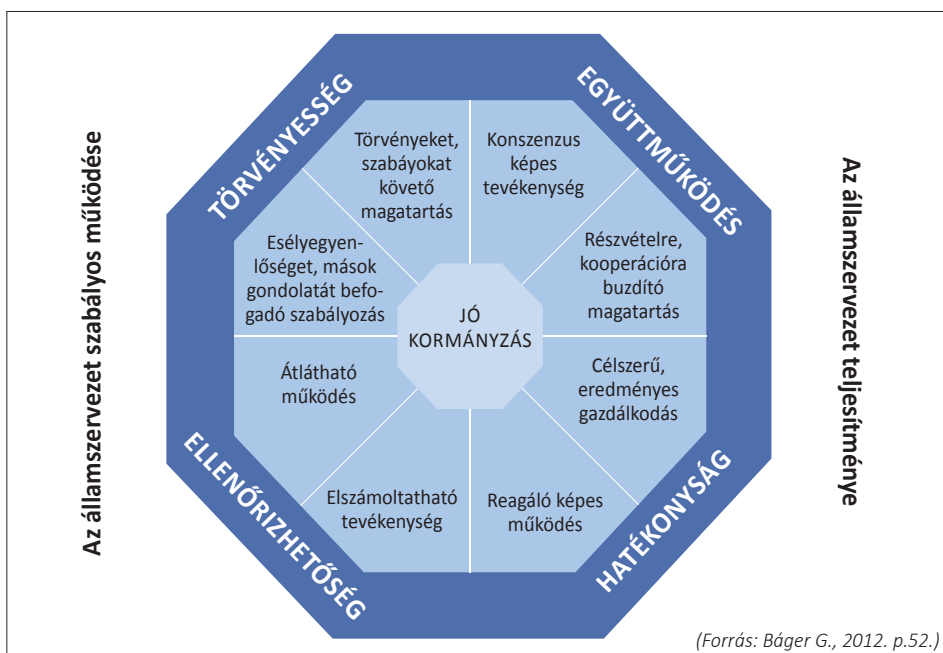 Az államszervezet szabályos működése
TÖRVÉNYESSÉG
EGYÜTTMŰKÖDÉS
Törvényeket,
szabáyokat
követő
magatartás
Konszenzus
képes
tevékenység
Esélyegyen-
lőséget, mások
gondolatát befo-
gadó szabályozás
Részvételre,
kooperációra
buzdító
magatartás
JÓ
KORMÁNYZÁS
Átlátható
működés
Célszerű,
eredményes
gazdálkodás
Elszámoltatható
tevékenység
Reagáló képes
működés
ELLENŐRIZHETŐSÉG
HATÉKONYSÁG
Az államszervezet teljesítménye
(Forrás: Báger G., 2012. p.52.)